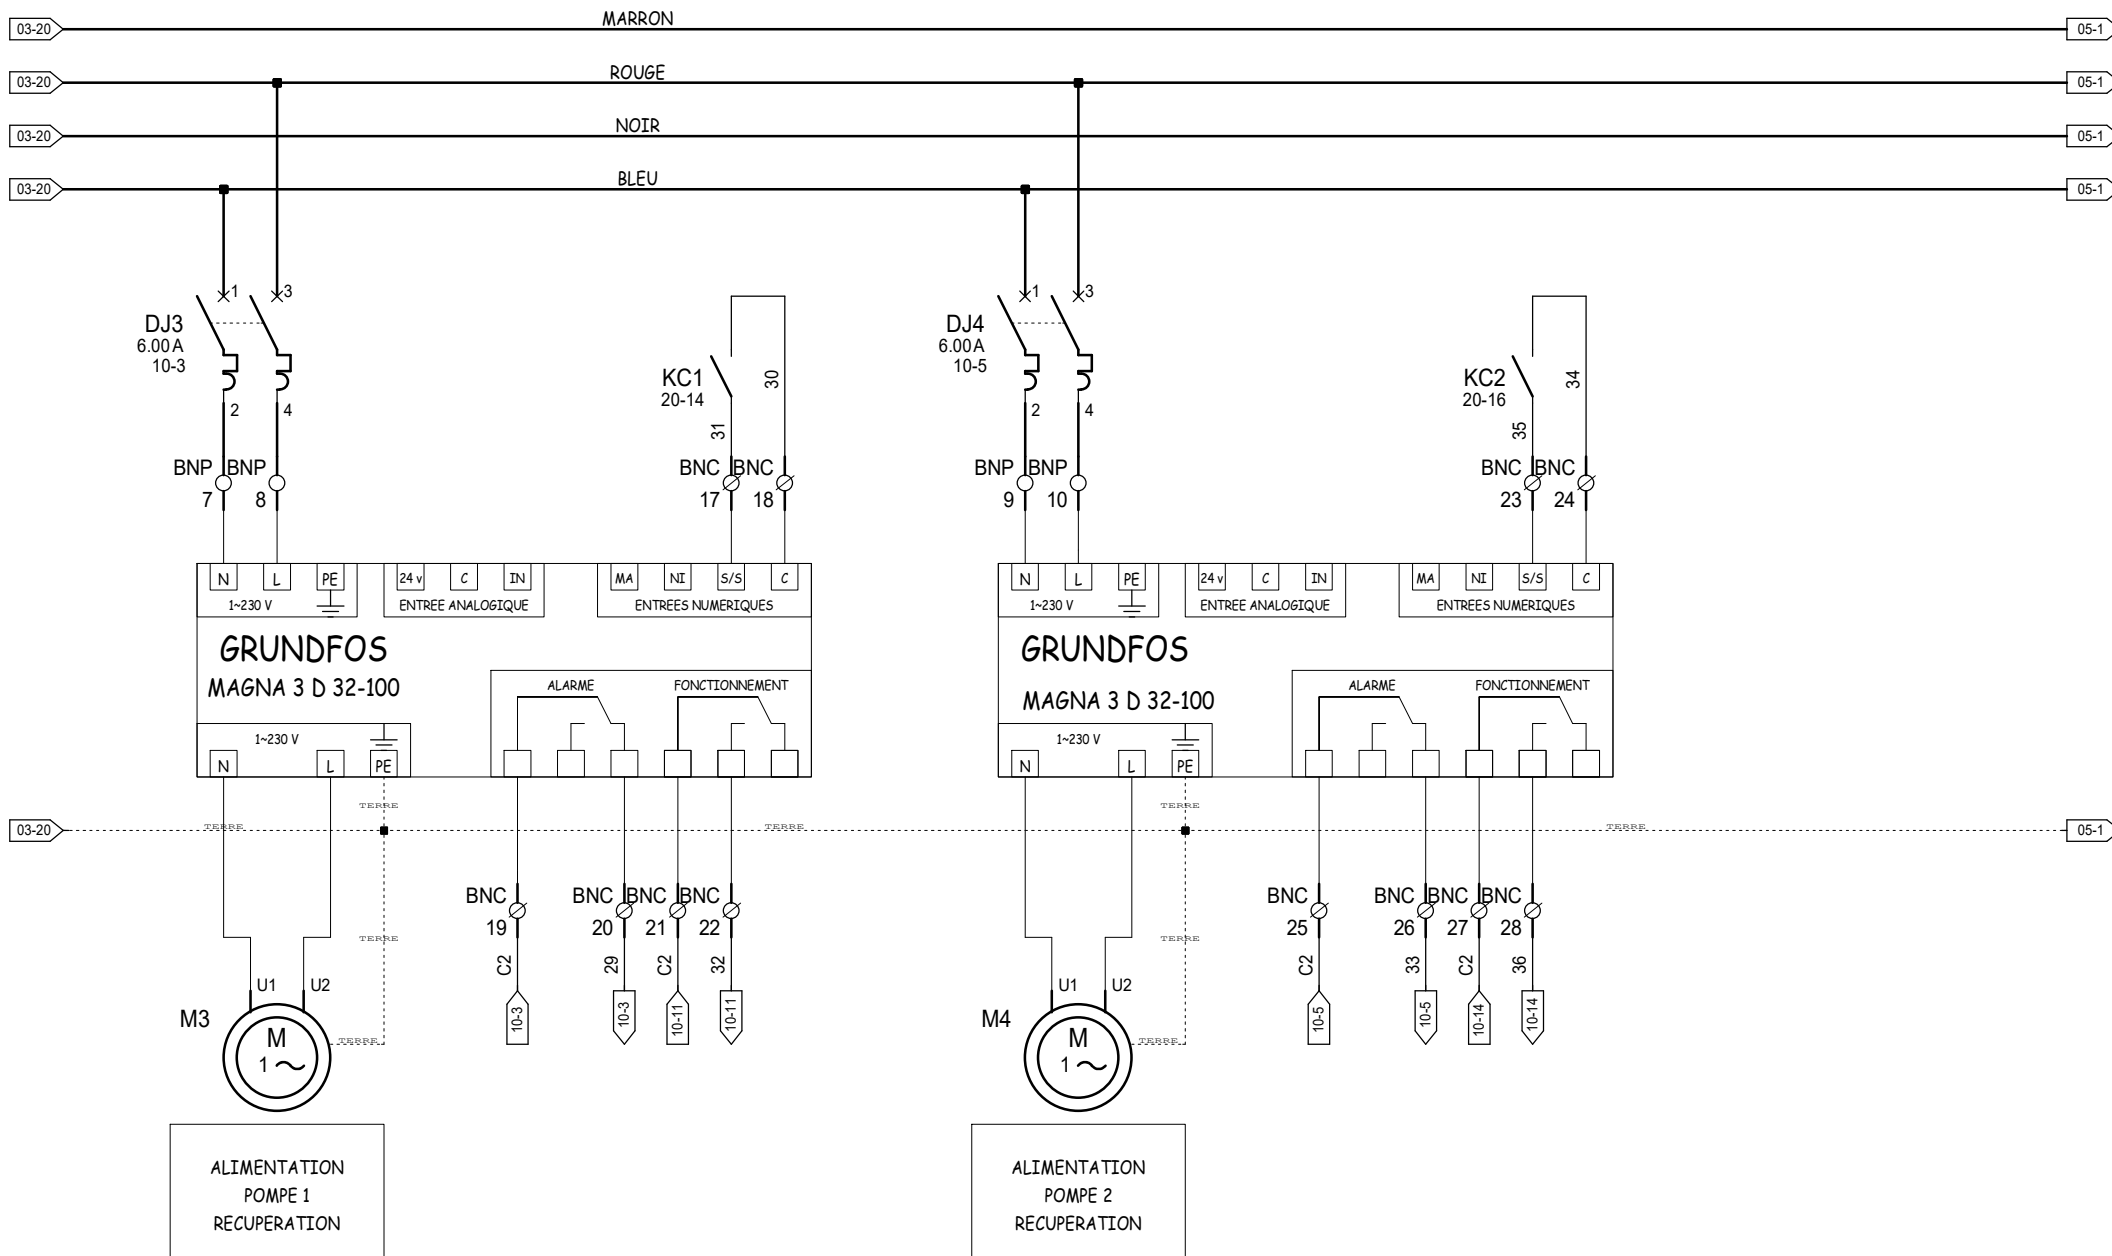 MARRON
03-20 05-1
ROUGE
03-20 05-1
NOIR
03-20 05-1
BLEU
03-20 05-1
1 3 1 3
DJ3 DJ4
6.00A 6.00A
10-3 10-5
KC1 30 KC2 34
20-14 20-16
2 4 2 4
31 35
BNP BNP BNC BNC BNP BNP BNC BNC
7 8 17 18 9 10 23 24
N L PE 24 v C IN MA NI S/S C N L PE 24 v C IN MA NI S/S C
1~230 V ENTREE ANALOGIQUE ENTREES NUMERIQUES 1~230 V ENTREE ANALOGIQUE ENTREES NUMERIQUES
GRUNDFOS GRUNDFOS
MAGNA 3 D 32-100 ALARME FONCTIONNEMENT MAGNA 3 D 32-100 ALARME FONCTIONNEMENT
1~230 V 1~230 V
N L PE N L PE
TERRE TERRE
03-20 TERRE TERRE TERRE 05-1
BNC BNC BNC BNC BNC BNC BNC BNC
19 20 21 22 25 26 27 28
TERRE TERRE
C2 29 C2 32 C2 33 C2 36
U1 U2 U1 U2
M3 10-3 10-3 10-11 10-11 M4 10-5 10-5 10-14 10-14
M TERRE M TERRE
1 ~ 1 ~
ALIMENTATION ALIMENTATION
POMPE 1 POMPE 2
RECUPERATION RECUPERATION